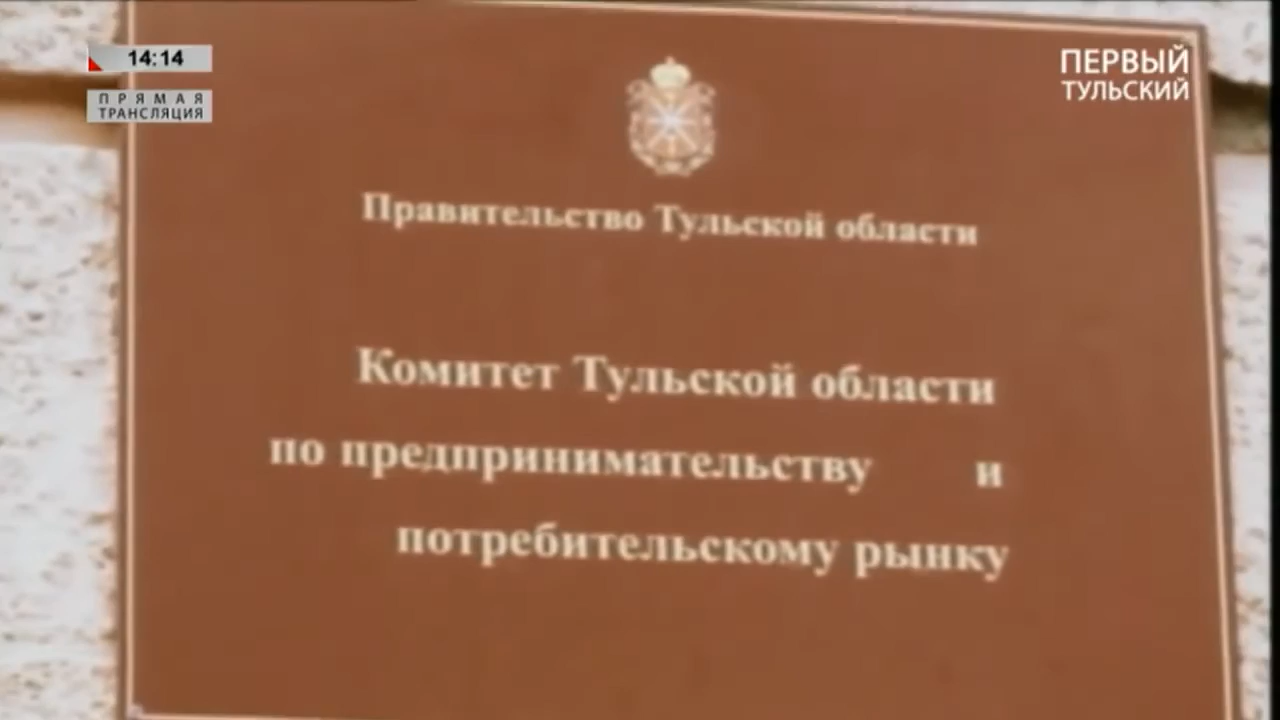 14:14
ПРЯМАЯ
ТРАНСЛЯЦИЯ
ПЕРВЫЙ
ТУЛЬСКИЙ
Правительство Тульской области
Комитет Тульской области
по предпринимательству и
потребительскому рынку